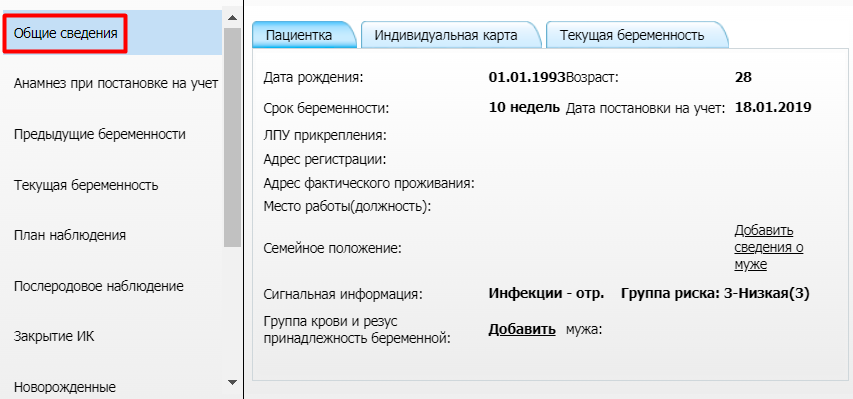 Общие сведения
Анамнез при постановке на учет
Предыдущие беременности
Текущая беременность
План наблюдения
Послеродовое наблюдение
Закрытие ИК
Новорожденные
Пациентка Индивидуальная карта Текущая беременность
Дата рождения: 01.01.1993Возраст: 28
Срок беременности: 10 недель Дата постановки на учет: 18.01.2019
ЛПУ прикрепления:
Адрес регистрации:
Адрес фактического проживания:
Место работы(должность):
Семейное положение: Добавить
сведения о
муже
Сигнальная информация: Инфекции - отр. Группа риска: 3-Низкая(3)
Группа крови и резус
принадлежность беременной: Добавить мужа: